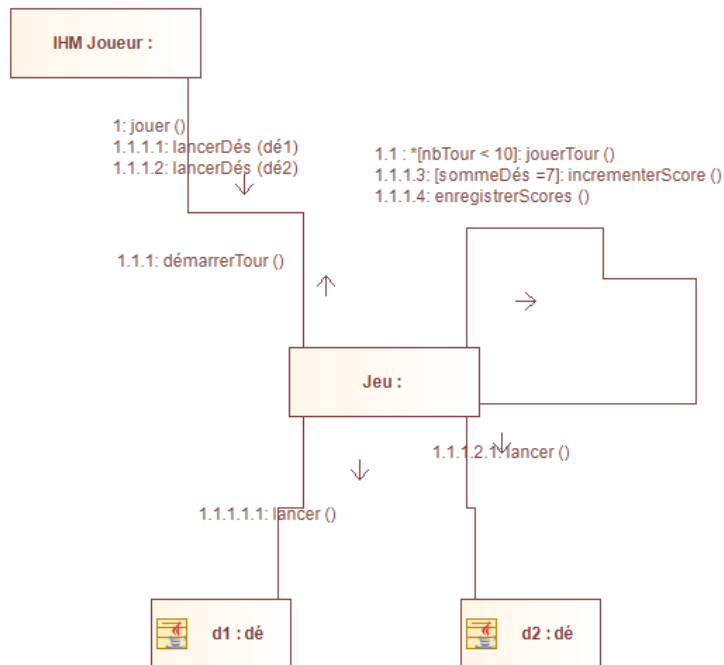 IHM Joueur :
1: jouer ()
1.1.1.1: lancerDés (dé1)
1.1.1.2: lancerDés (dé2)
1.1 : *[nbTour < 10]: jouerTour ()
1.1.1.3: [sommeDés =7]: incrementerScore ()
1.1.1.4: enregistrerScores ()
1.1.1: démarrerTour ()
Jeu :
1.1.1.2.1: lancer ()
1.1.1.1.1: lancer ()
d1 : dé
d2 : dé